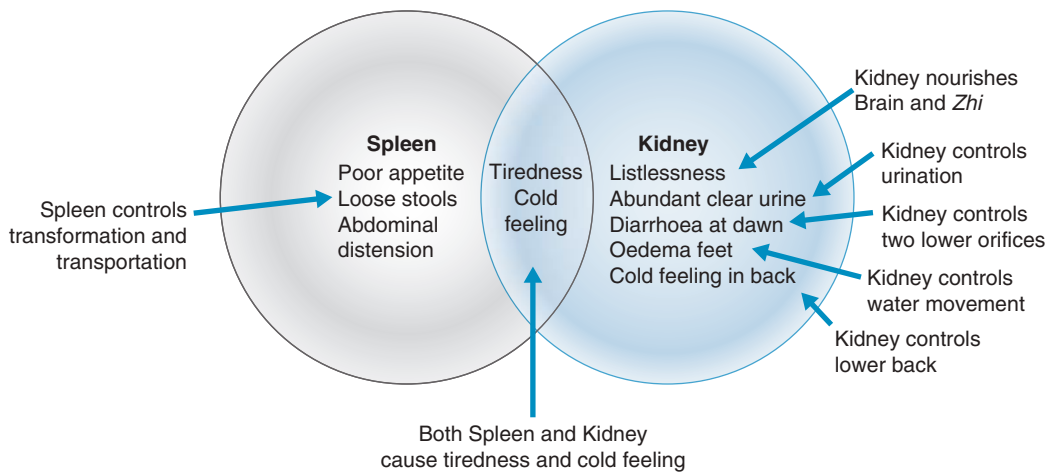 Spleen
Poor appetite
Loose stools
Abdominal
distension
Tiredness
Cold
feeling
Kidney
Listlessness
Abundant clear urine
Diarrhoea at dawn
Oedema feet
Cold feeling in back
Spleen controls
transformation and
transportation
Kidney nourishes
Brain and Zhi
Kidney controls
urination
Kidney controls
two lower orifices
Kidney controls
water movement
Kidney controls
lower back
Both Spleen and Kidney
cause tiredness and cold feeling